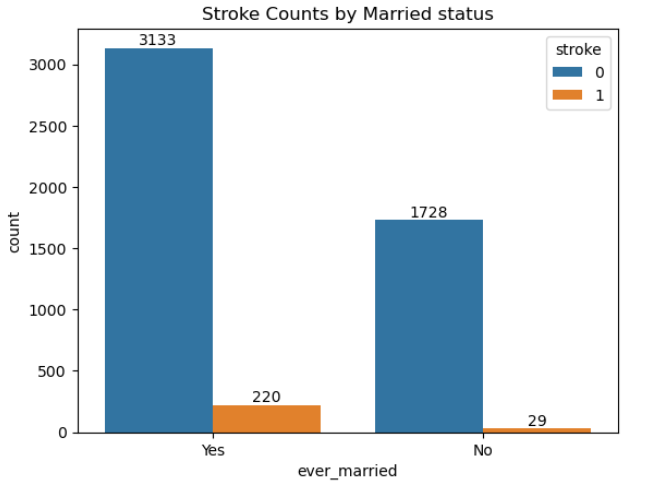 Stroke Counts by Married status
3133
220
1728
29
stroke
0
1
3000
2500
2000
1500
1000
500
0
count
Yes
No
ever_married